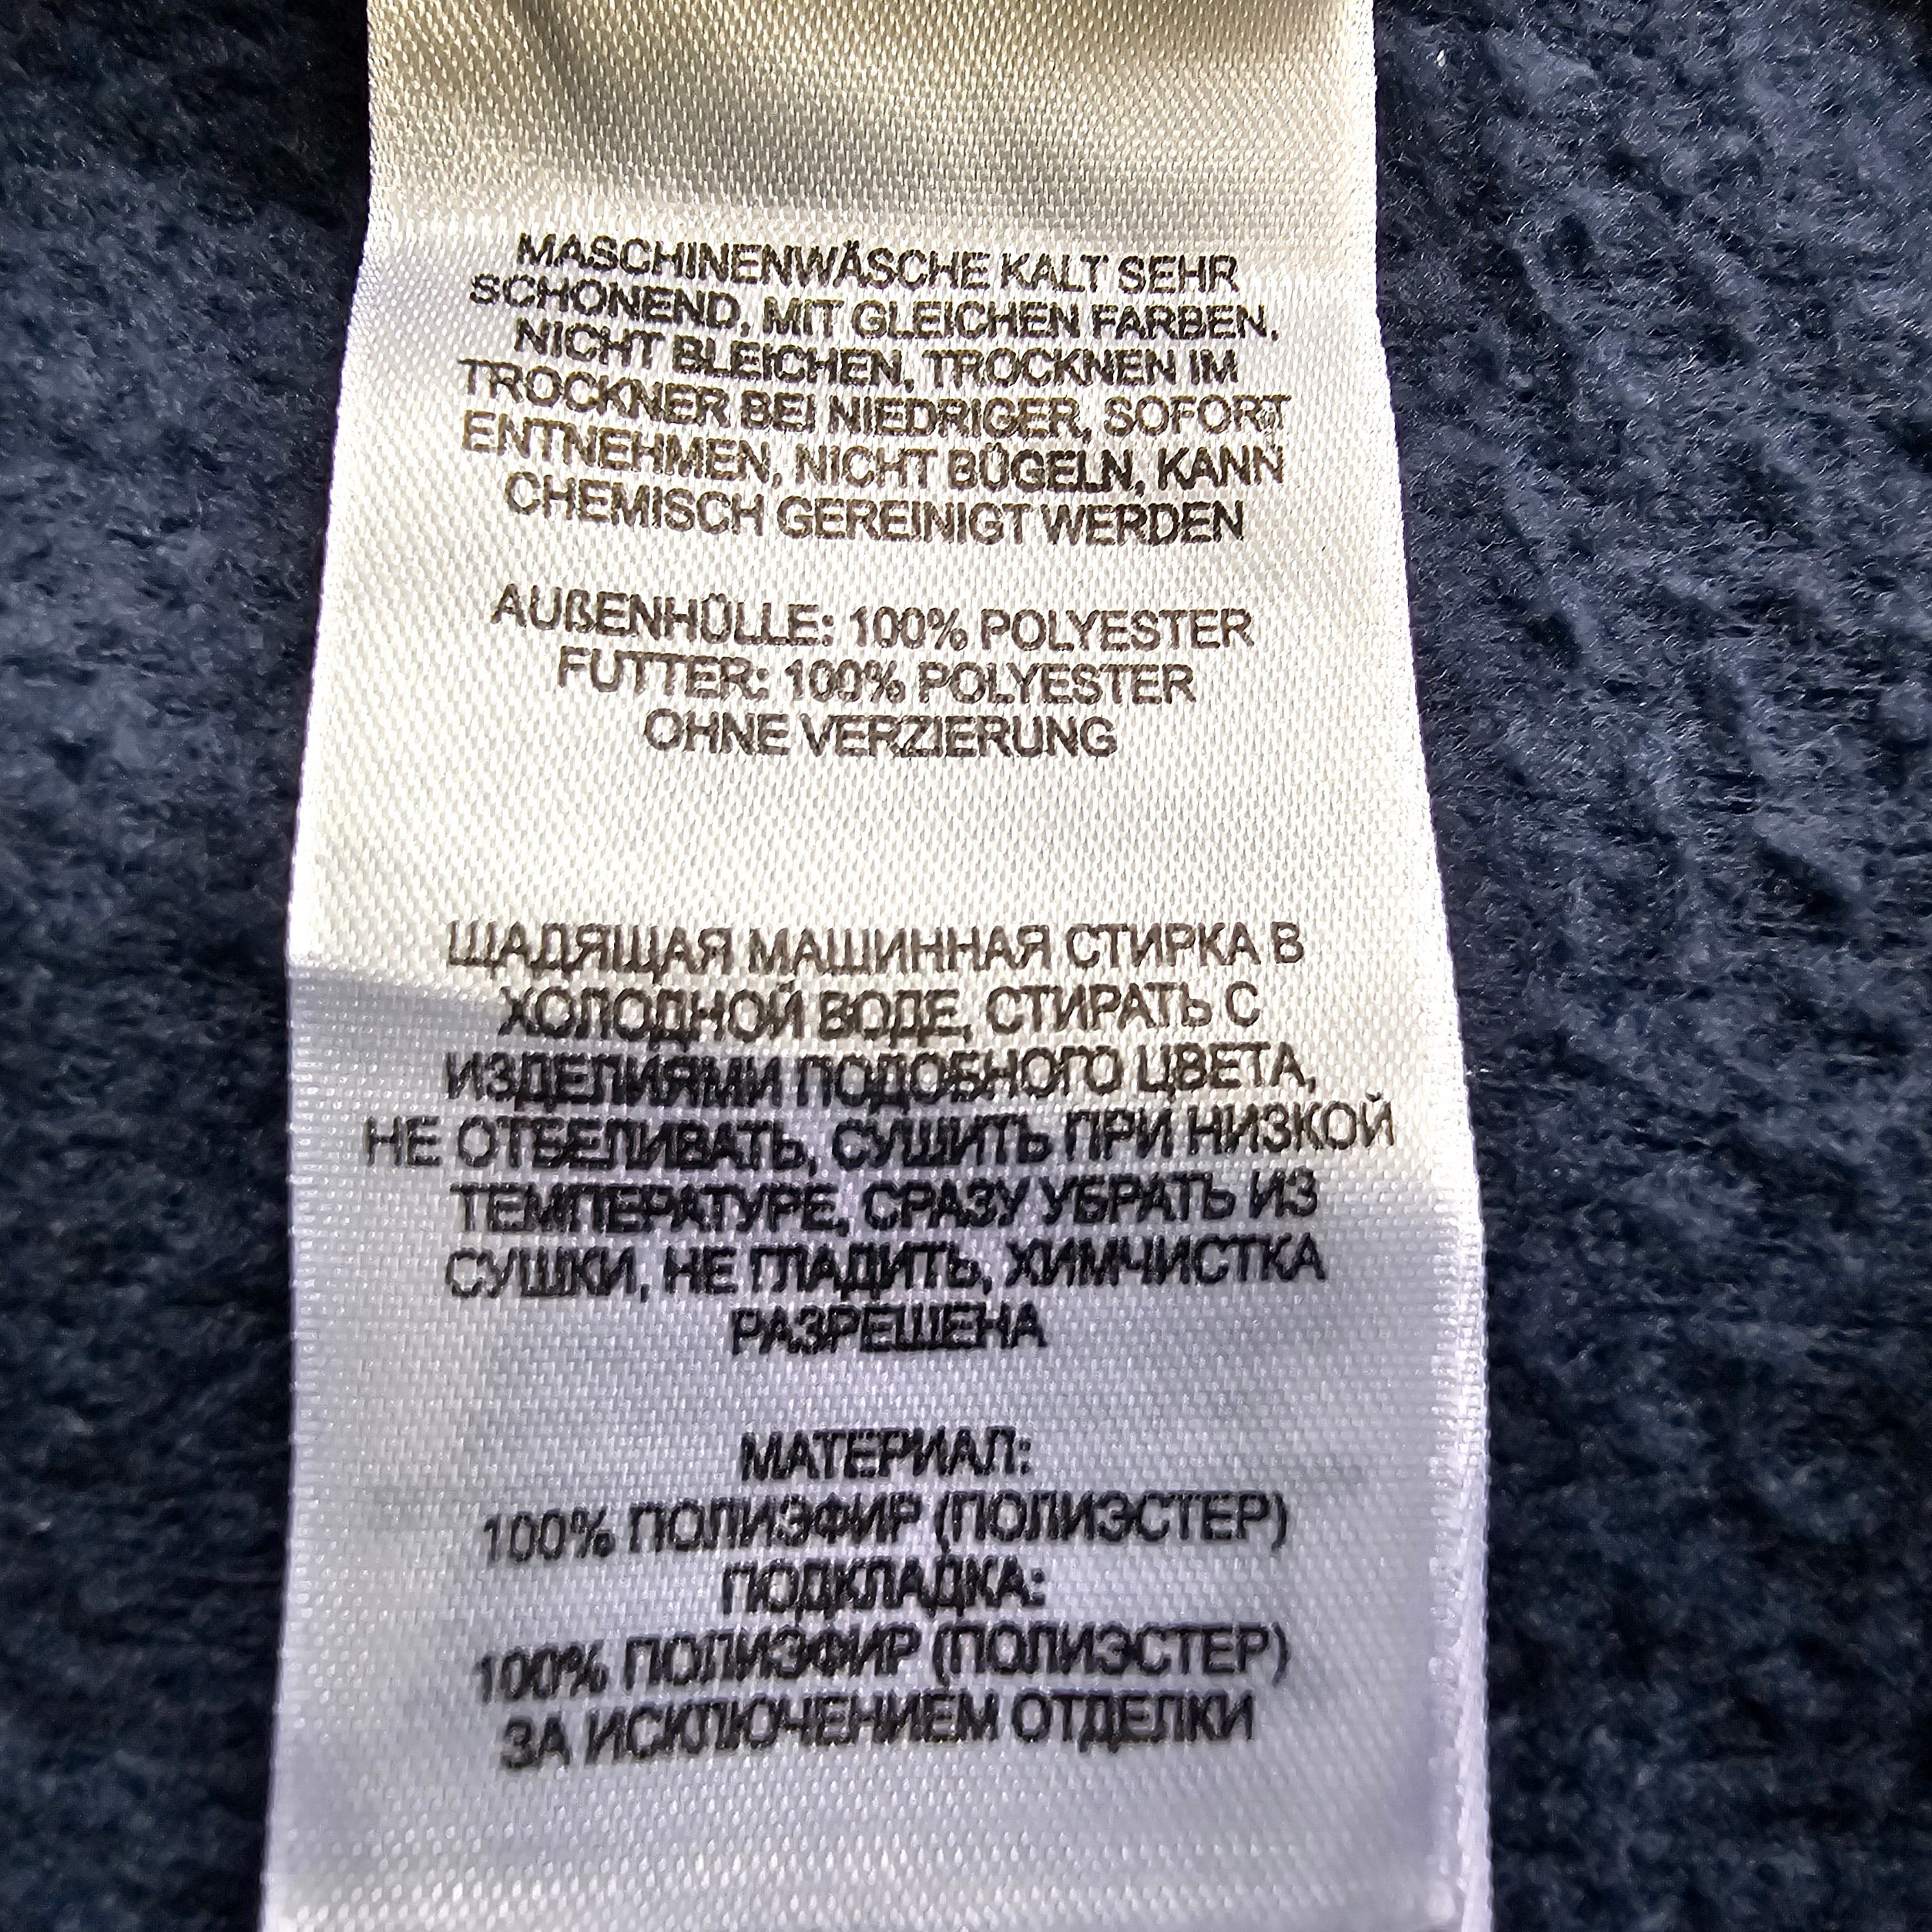 MASCHINENWÄSCHE KALT SEHR
SCHONEND, MIT GLEICHEN FARBEN,
NICHT BLEICHEN, TROCKNEN IM
TROCKNER BEI NIEDRIGER, SOFORT
ENTNEHMEN, NICHT BÜGELN, KANN
CHEMISCH GEREINIGT WERDEN
AUßENHÜLLE: 100% POLYESTER
FUTTER: 100% POLYESTER
OHNE VERZIERUNG
ЩАДЯЩАЯ МАШИННАЯ СТИРКА В
ХОЛОДНОЙ ВОДЕ, СТИРАТЬ С
ИЗДЕЛИЯМИ ПОДОБНОГО ЦВЕТА,
НЕ ОТБЕЛИВАТЬ, СУШИТЬ ПРИ НИЗКОЙ
ТЕМПЕРАТУРЕ, СРАЗУ УБРАТЬ ИЗ
СУШКИ, НЕ ГЛАДИТЬ, ХИМЧИСТКА
РАЗРЕШЕНА
МАТЕРИАЛ:
100% ПОЛИЭФИР (ПОЛИЭСТЕР)
ПОДКЛАДКА:
100% ПОЛИЭФИР (ПОЛИЭСТЕР)
ЗА ИСКЛЮЧЕНИЕМ ОТДЕЛКИ